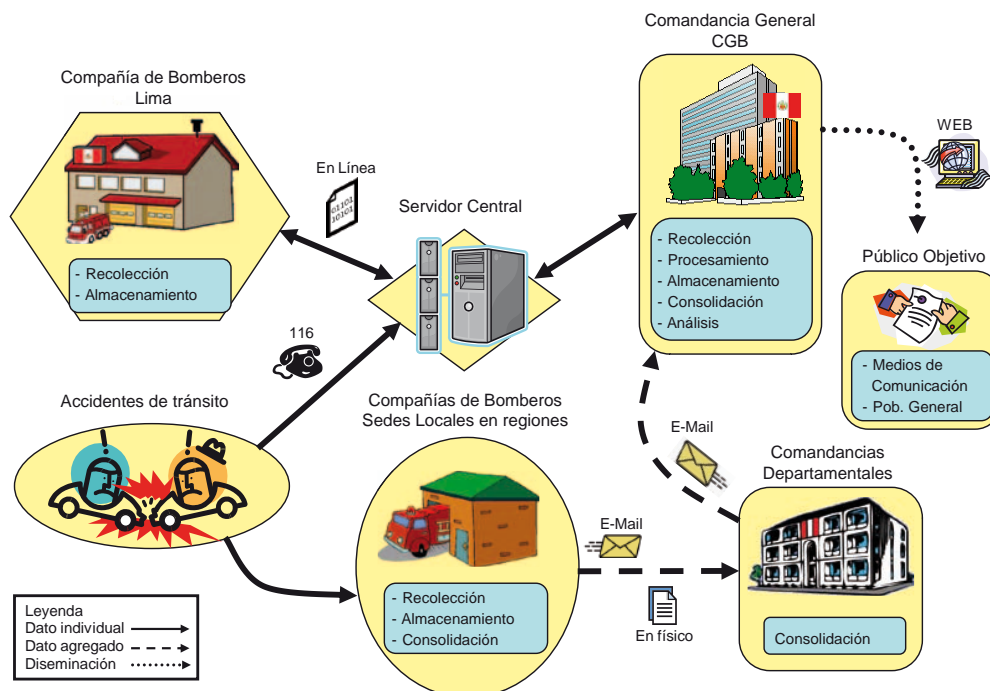 Comandancia General
CGB
Compañía de Bomberos
Lima
WEB
En Línea
01101
10101
Servidor Central
- Recolección
- Procesamiento
- Almacenamiento
- Consolidación
- Análisis
Público Objetivo
- Recolección
- Almacenamiento
116
- Medios de
Comunicación
- Pob. General
Accidentes de tránsito
Compañías de Bomberos
Sedes Locales en regiones
E-Mail
Comandancias
Departamentales
E-Mail
- Recolección
- Almacenamiento
- Consolidación
En físico
Consolidación
Leyenda
Dato individual
Dato agregado
Diseminación